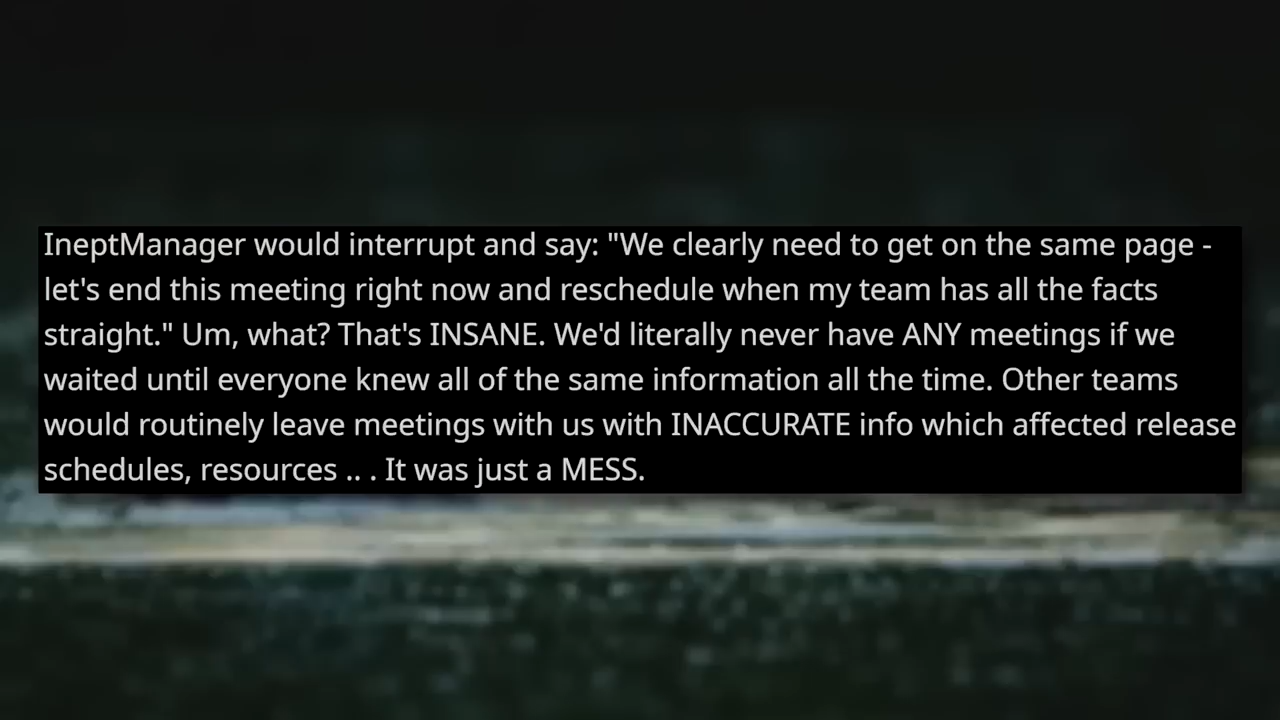 IneptManager would interrupt and say: "We clearly need to get on the same page -
let's end this meeting right now and reschedule when my team has all the facts
straight." Um, what? That's INSANE. We'd literally never have ANY meetings if we
waited until everyone knew all of the same information all the time. Other teams
would routinely leave meetings with us with INACCURATE info which affected release
schedules, resources .. . It was just a MESS.